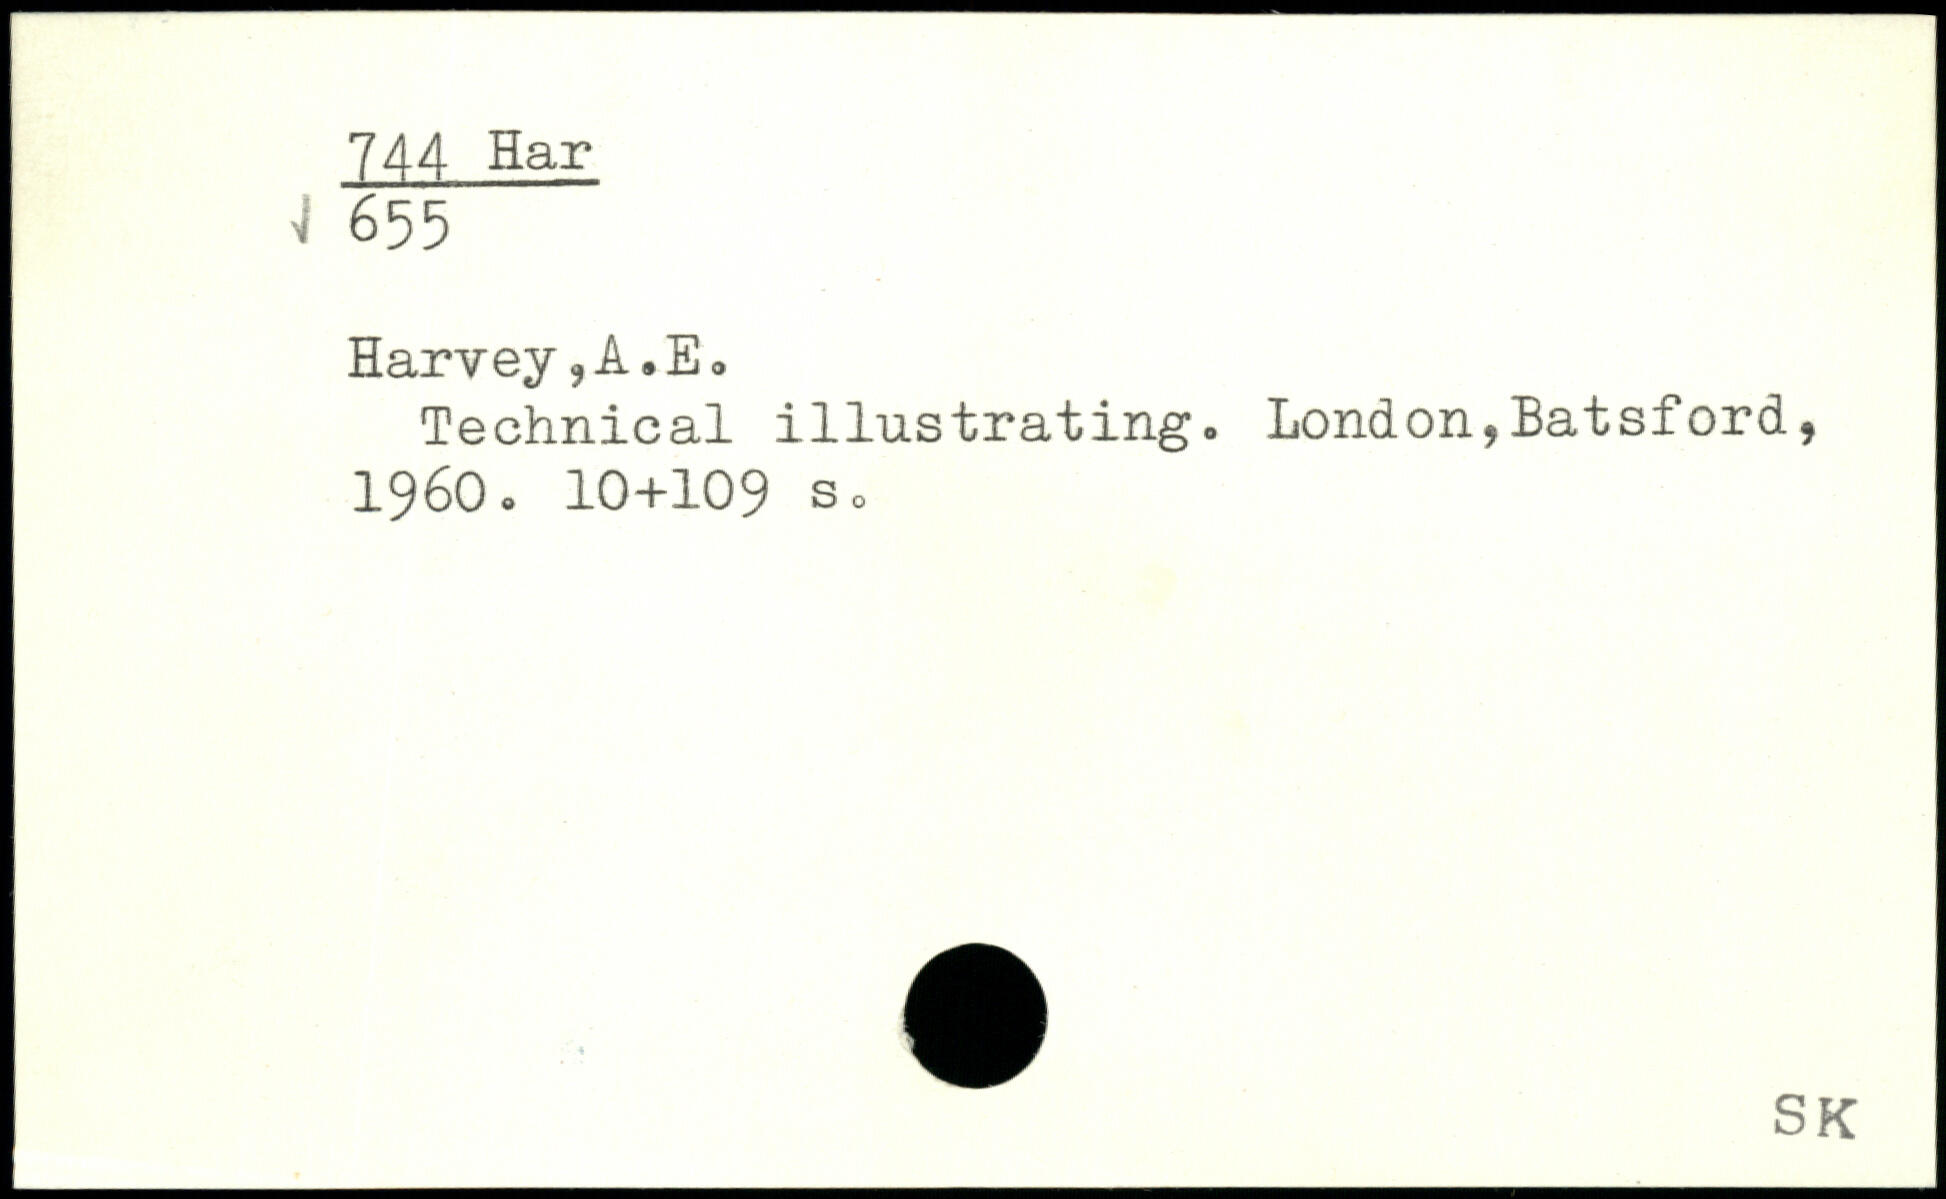 744 Har
✓ 655
Harvey,A.E.
Technical illustrating. London,Batsford,
1960. 10+109 s.
SK